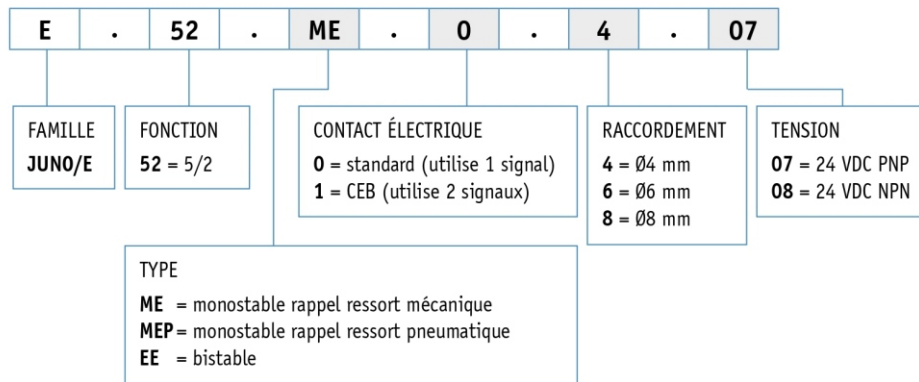 E . 52 . ME . 0 . 4 . 07
FAMILLE
JUNO/E
FONCTION
52 = 5/2
CONTACT ÉLECTRIQUE
0 = standard (utilise 1 signal)
1 = CEB (utilise 2 signaux)
RACCORDEMENT
4 = Ø4 mm
6 = Ø6 mm
8 = Ø8 mm
TENSION
07 = 24 VDC PNP
08 = 24 VDC NPN
TYPE
ME = monostable rappel ressort mécanique
MEP = monostable rappel ressort pneumatique
EE = bistable